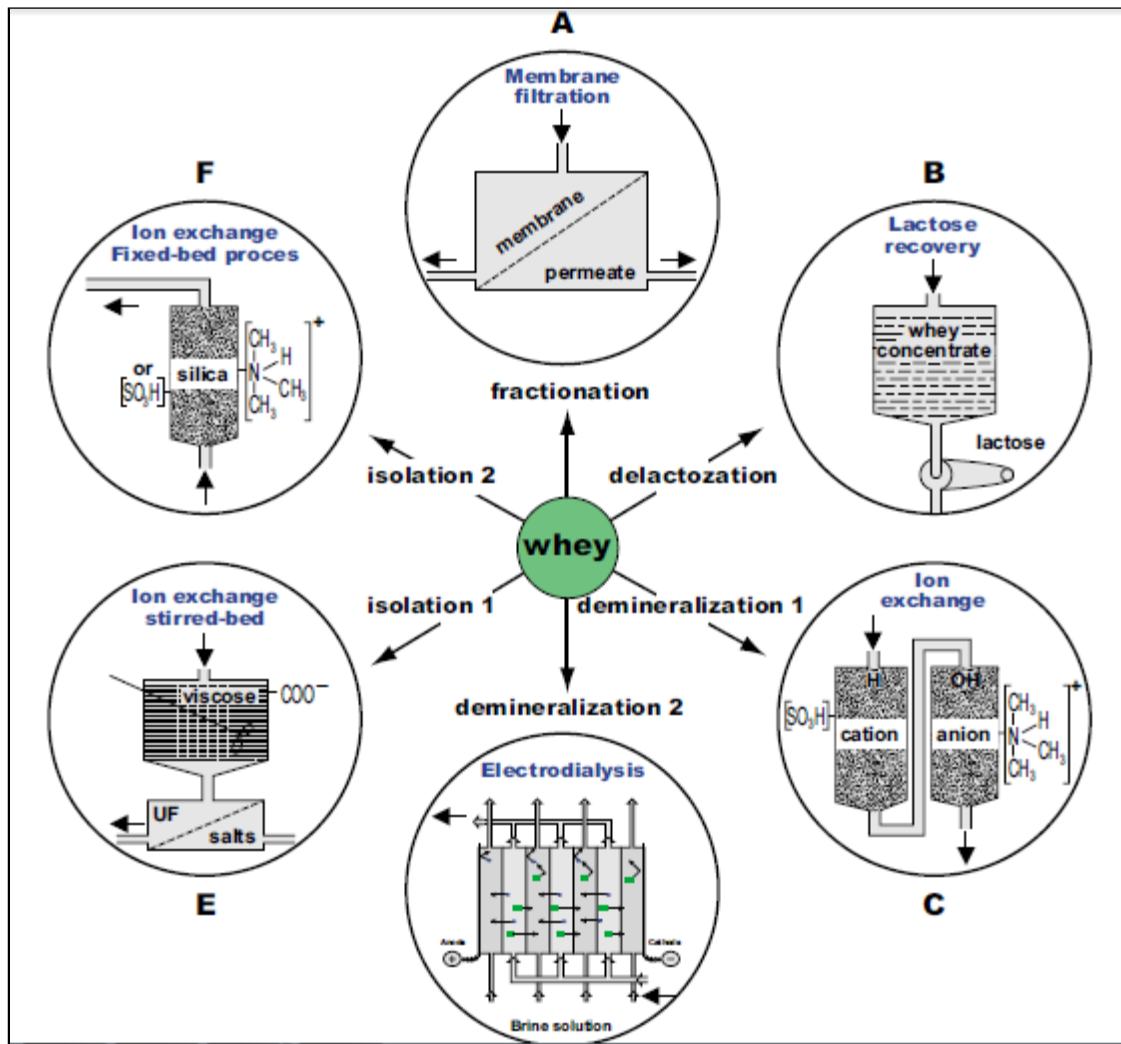 A
Membrane
filtration
membrane
permeate
F
Ion exchange
Fixed-bed proces
or
[SO₃H]
silica
[CH₃
N H
CH₃
CH₃]+
B
Lactose
recovery
whey
concentrate
lactose
fractionation
isolation 2
delactozation
whey
isolation 1
demineralization 1
demineralization 2
Ion exchange
stirred-bed
viscose
COO⁻
UF
salts
E
Ion
exchange
H
OH
[SO₃H]
cation
anion
[CH₃
N H
CH₃
CH₃]+
C
Electrodialysis
Anode
+
Cathode
−
Brine solution